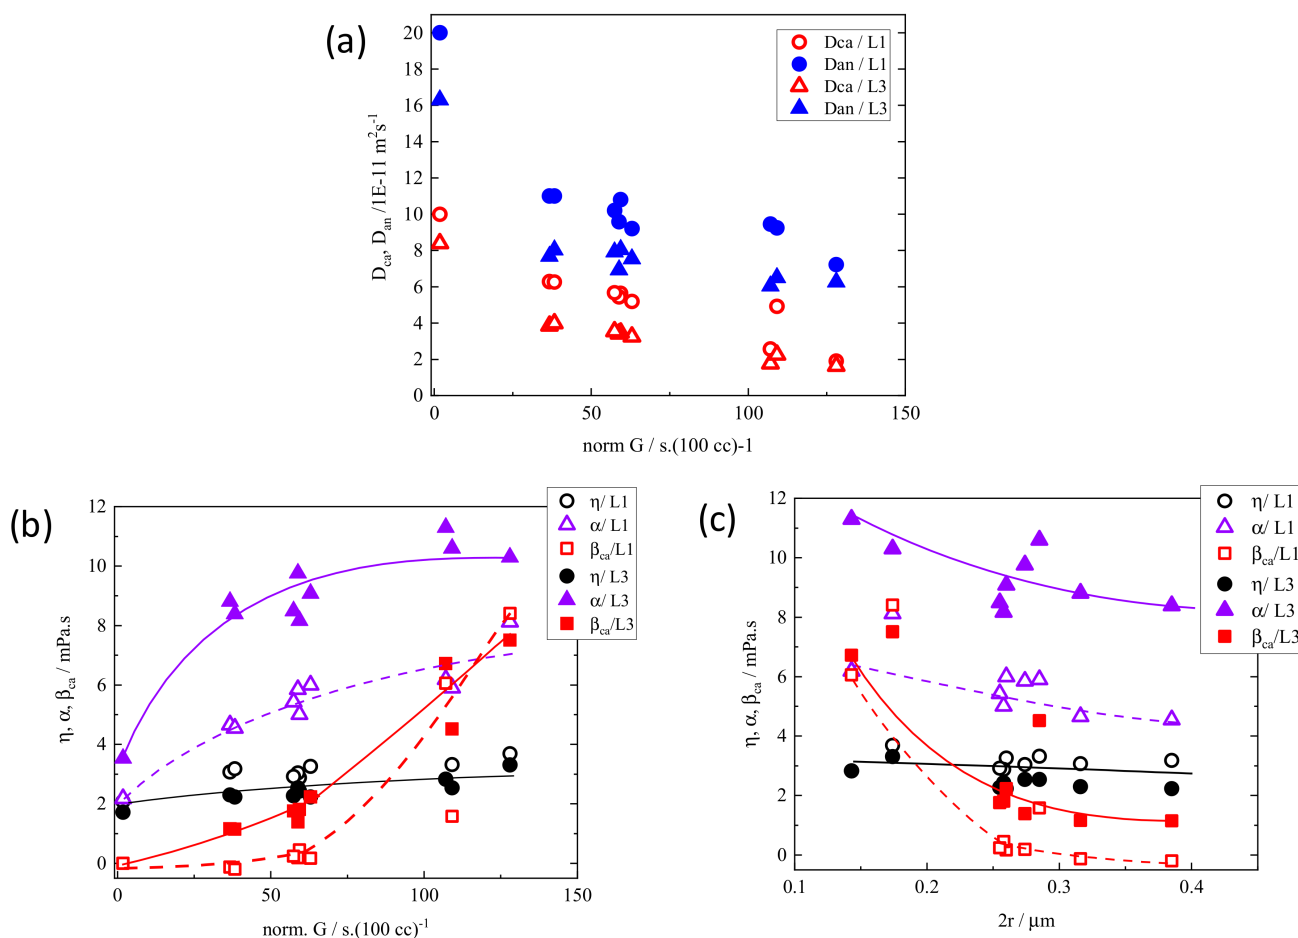 (a)
20
18
16
14
12
10
8
6
4
2
0
D_ca, D_an /1E-11 m²s⁻¹
0 50 100 150
norm G / s.(100 cc)-1
Dca / L1
Dan / L1
Dca / L3
Dan / L3
(b)
12
10
8
6
4
2
0
η, α, β_ca / mPa.s
0 50 100 150
norm. G / s.(100 cc)⁻¹
η/ L1
α/ L1
β_ca/L1
η/ L3
α/ L3
β_ca/L3
(c)
12
10
8
6
4
2
0
η, α, β_ca / mPa.s
0.1 0.2 0.3 0.4
2r / μm
η/ L1
α/ L1
β_ca/L1
η/ L3
α/ L3
β_ca/L3